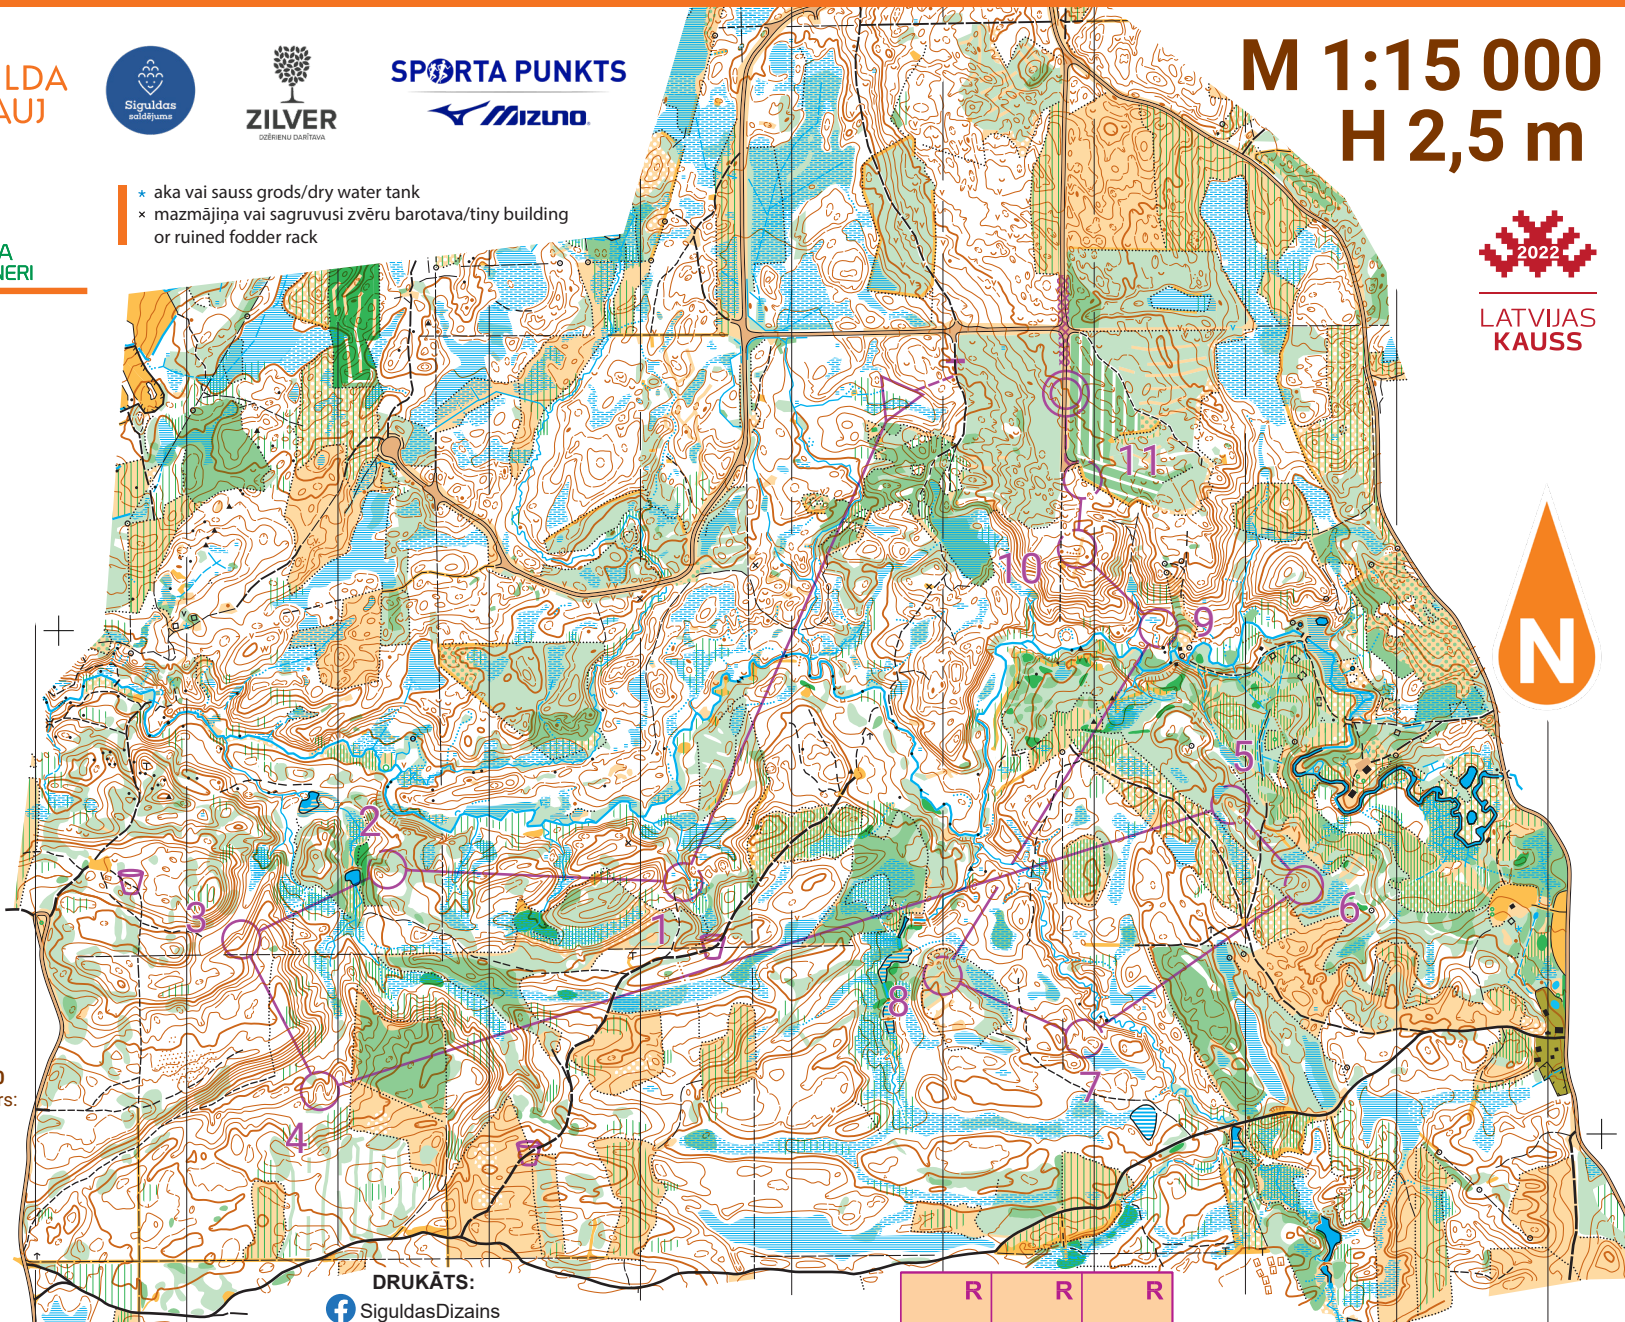 LDA
AUJ
Siguldas
saldējums
ZILVER
DZĒRIENU DARĪTAVA
SPORTA PUNKTS
MIZUNO
M 1:15 000
H 2,5 m
* aka vai sauss grods/dry water tank
× mazmājiņa vai sagruvusi zvēru barotava/tiny building
or ruined fodder rack
A
NERI
2022
LATVIJAS
KAUSS
11
10
9
N
5
2
6
3
1
8
7
4
rs:
DRUKĀTS:
SiguldasDizains
R R R